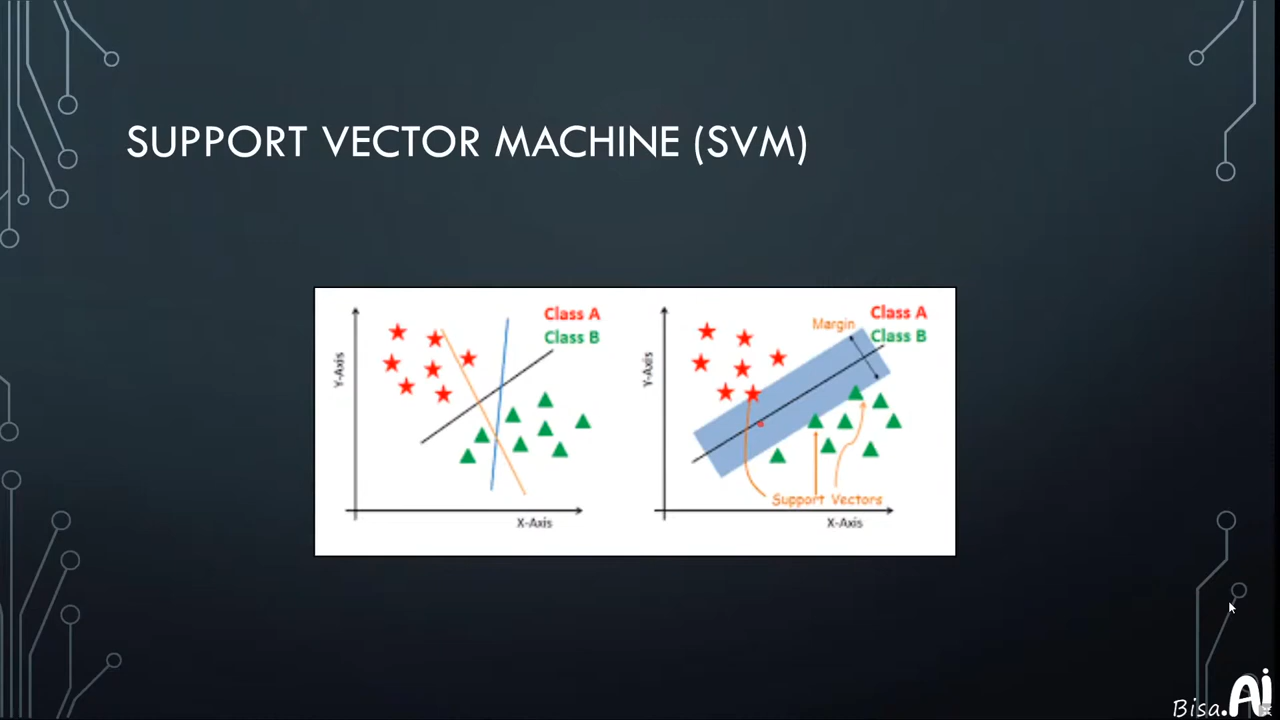 SUPPORT VECTOR MACHINE (SVM)
Class A
Class B
Y-Axis
X-Axis
Margin
Class A
Class B
Y-Axis
Support Vectors
X-Axis
Bisa.Ai